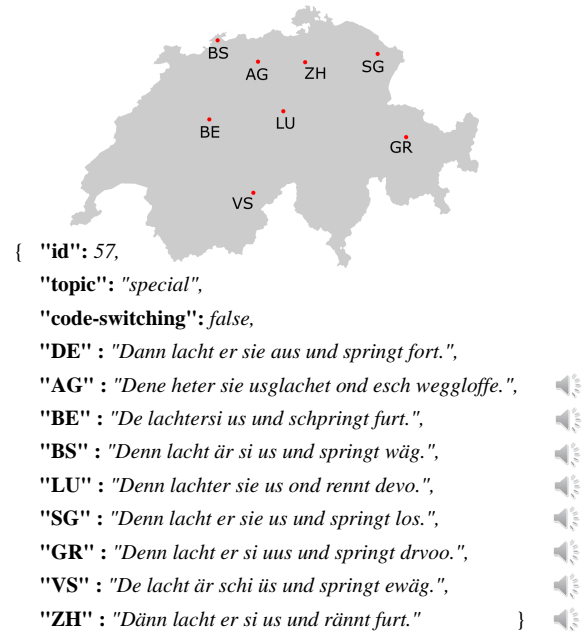 BS
AG
ZH
SG
BE
LU
GR
VS
{ "id": 57,
"topic": "special",
"code-switching": false,
"DE" : "Dann lacht er sie aus und springt fort.",
"AG" : "Dene heter sie usglachet ond esch weggloffe.",
"BE" : "De lachtersi us und schpringt furt.",
"BS" : "Denn lacht är si us und springt wäg.",
"LU" : "Denn lachter sie us ond rennt devo.",
"SG" : "Denn lacht er sie us und springt los.",
"GR" : "Denn lacht er si uus und springt drvoo.",
"VS" : "De lacht är schi üs und springt ewäg.",
"ZH" : "Dänn lacht er si us und rännt furt." }